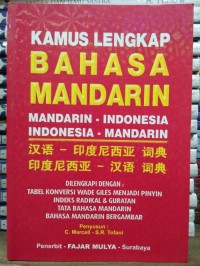 KAMUS LENGKAP
BAHASA
MANDARIN
MANDARIN - INDONESIA
INDONESIA - MANDARIN
汉语 - 印度尼西亚 词典
印度尼西亚 - 汉语 词典
DILENGKAPI DENGAN :
TABEL KONVERSI WADE GILES MENJADI PINYIN
INDEKS RADIKAL & GURATAN
TATA BAHASA MANDARIN
BAHASA MANDARIN BERGAMBAR
Penyusun :
C. Marcell - S.R. Tofani
Penerbit - FAJAR MULYA - Surabaya